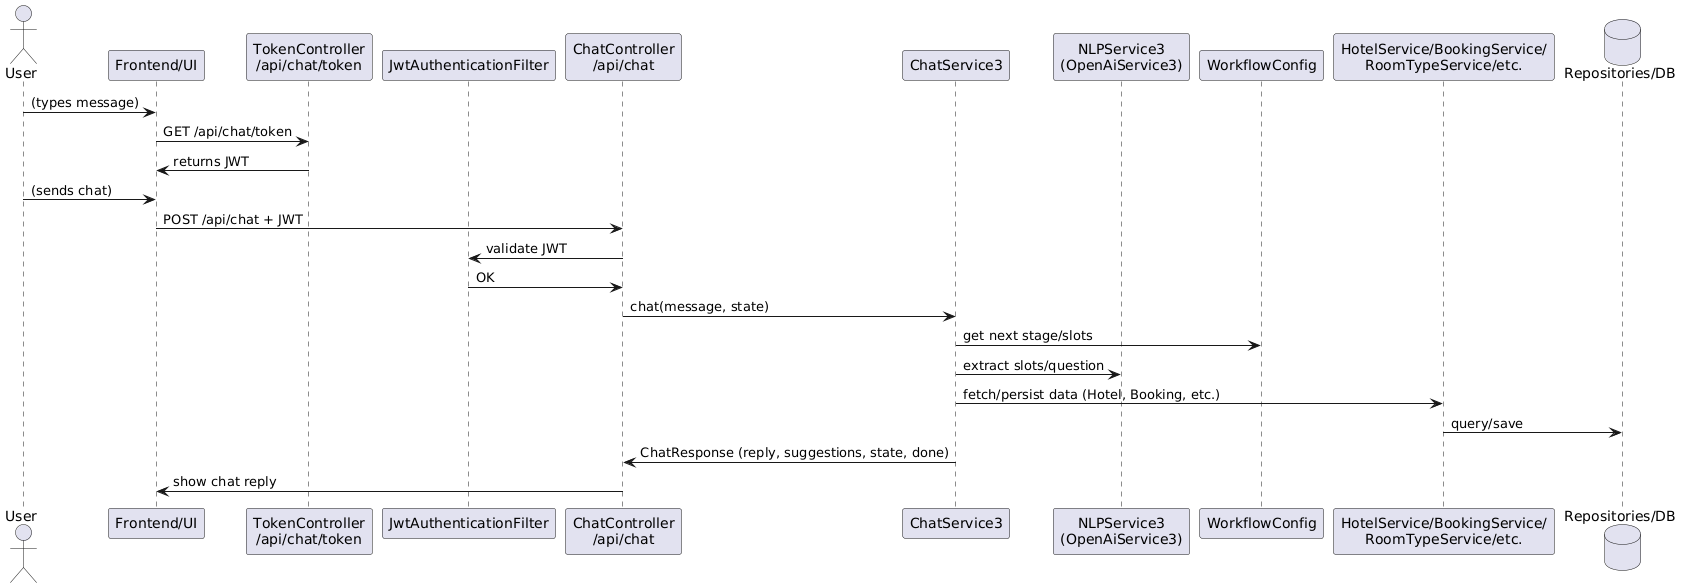 User
Frontend/UI
TokenController
/api/chat/token
JwtAuthenticationFilter
ChatController
/api/chat
ChatService3
NLPService3
(OpenAiService3)
WorkflowConfig
HotelService/BookingService/
RoomTypeService/etc.
Repositories/DB
(types message)
GET /api/chat/token
returns JWT
(sends chat)
POST /api/chat + JWT
validate JWT
OK
chat(message, state)
get next stage/slots
extract slots/question
fetch/persist data (Hotel, Booking, etc.)
query/save
ChatResponse (reply, suggestions, state, done)
show chat reply
User
Frontend/UI
TokenController
/api/chat/token
JwtAuthenticationFilter
ChatController
/api/chat
ChatService3
NLPService3
(OpenAiService3)
WorkflowConfig
HotelService/BookingService/
RoomTypeService/etc.
Repositories/DB